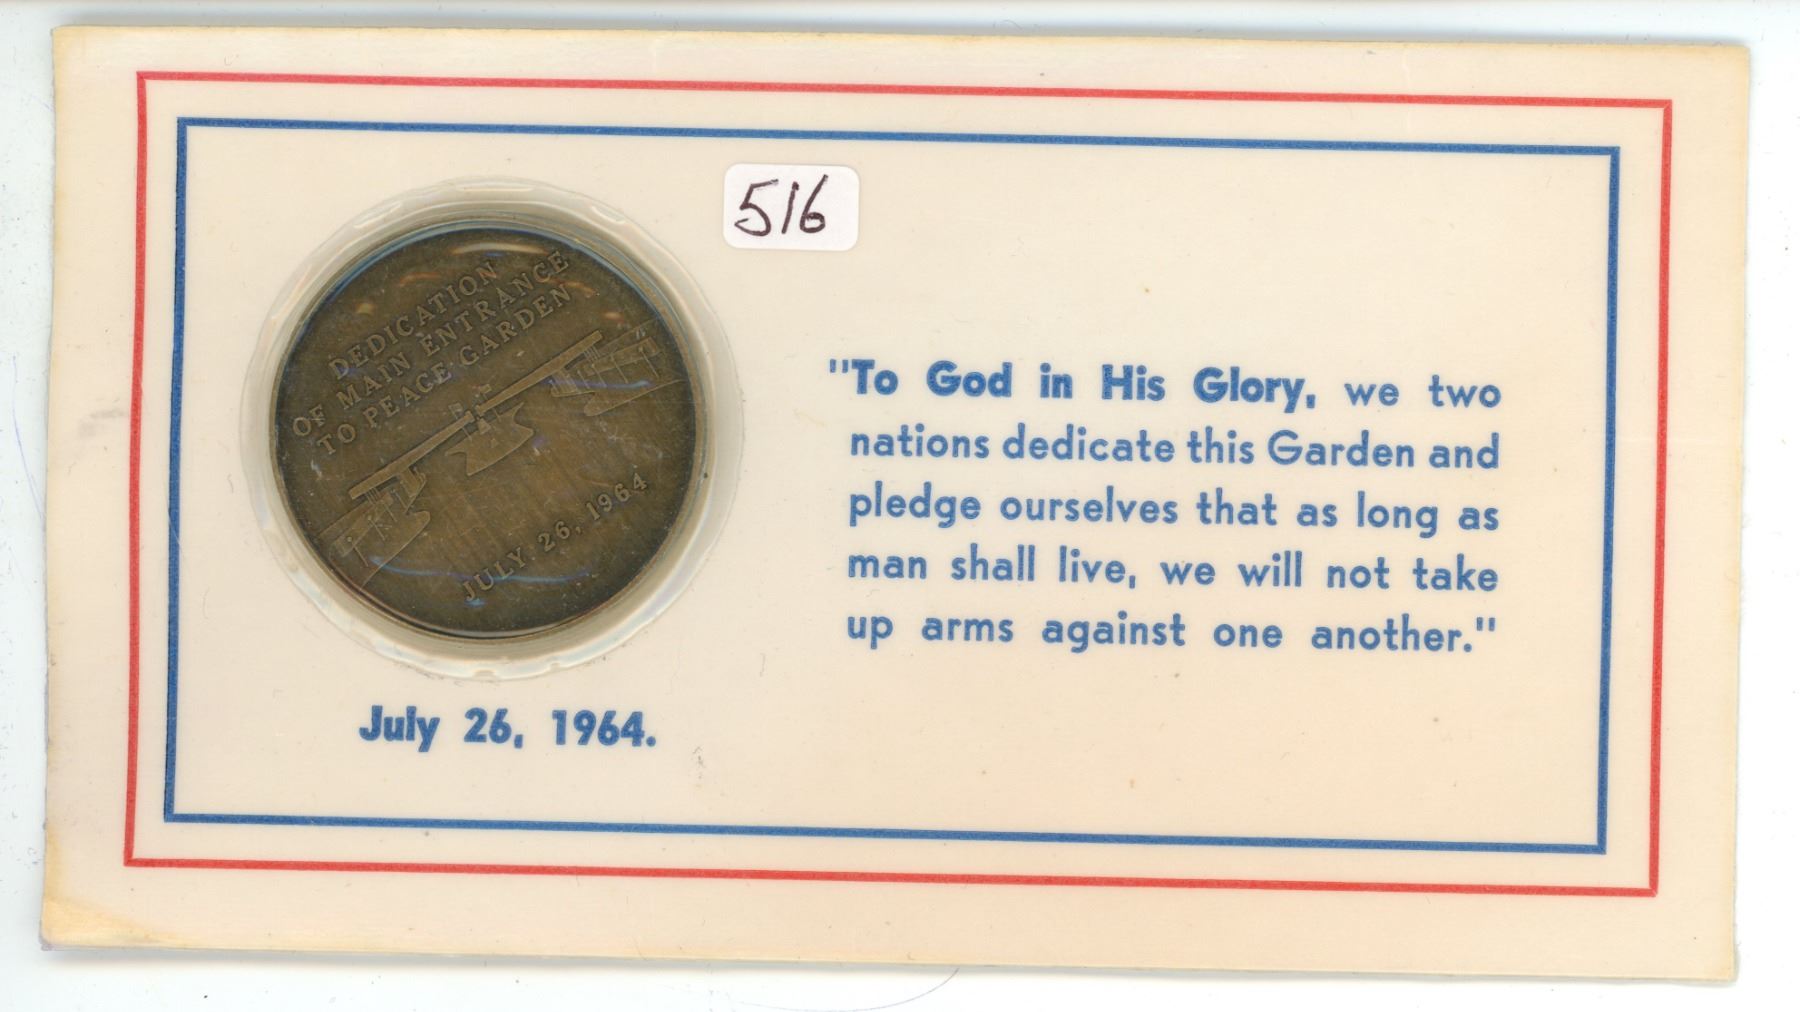 516
DEDICATION
OF MAIN ENTRANCE
TO PEACE GARDEN
JULY 26, 1964
July 26, 1964.
"To God in His Glory, we two
nations dedicate this Garden and
pledge ourselves that as long as
man shall live, we will not take
up arms against one another."